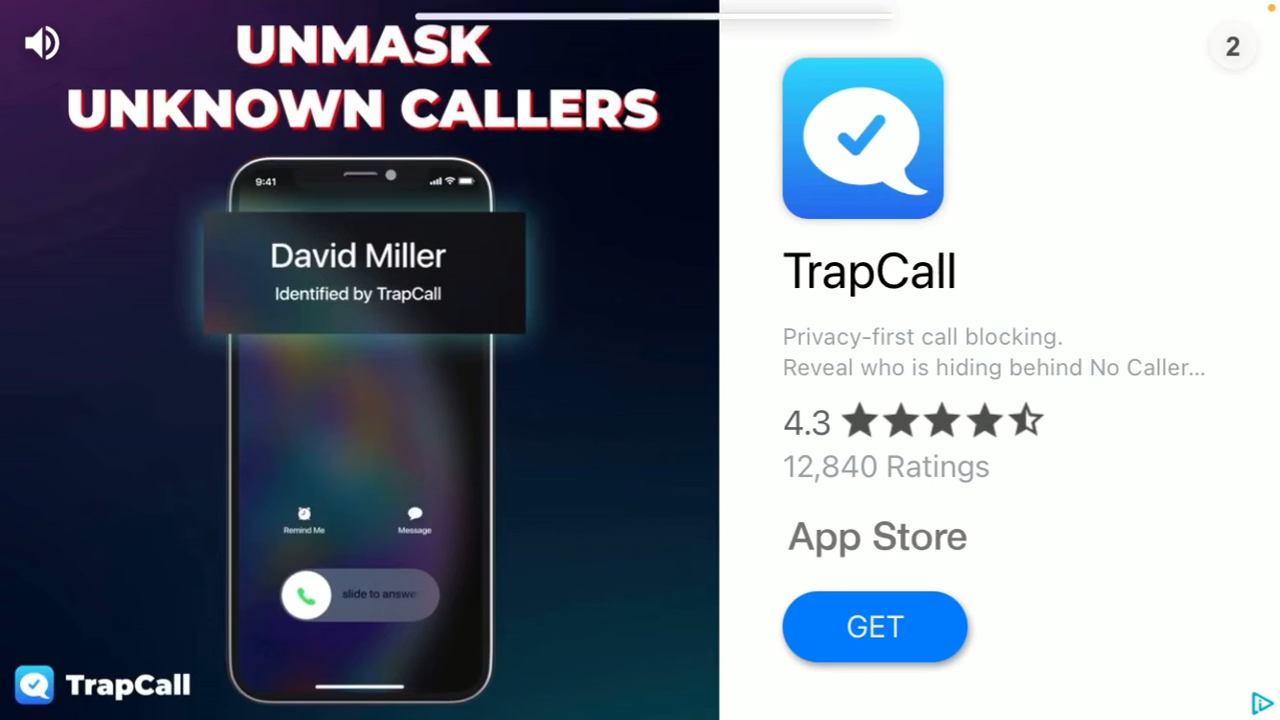 UNMASK
UNKNOWN CALLERS
9:41
David Miller
Identified by TrapCall
Remind Me
Message
slide to answe
TrapCall
2
TrapCall
Privacy-first call blocking.
Reveal who is hiding behind No Caller...
4.3
12,840 Ratings
App Store
GET